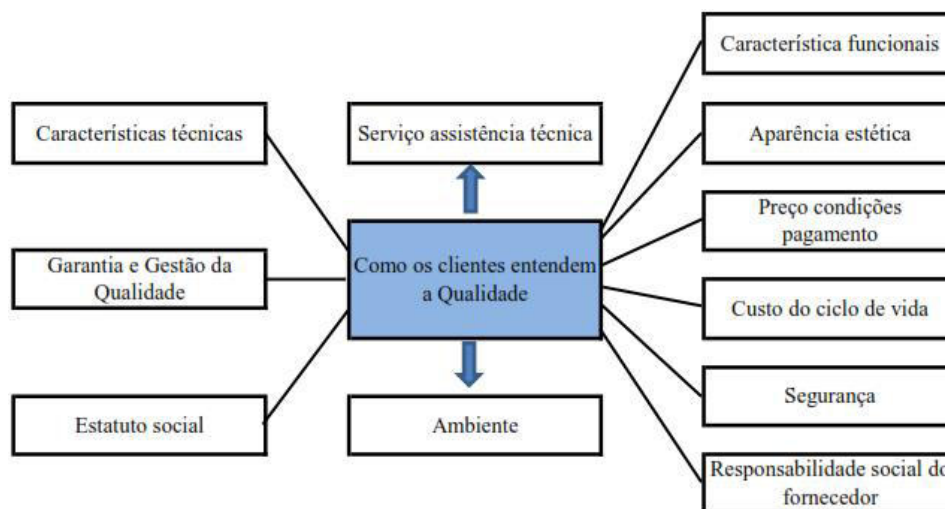 Característica funcionais
Características técnicas
Serviço assistência técnica
Aparência estética
Preço condições
pagamento
Garantia e Gestão da
Qualidade
Como os clientes entendem
a Qualidade
Custo do ciclo de vida
Segurança
Estatuto social
Ambiente
Responsabilidade social do
fornecedor